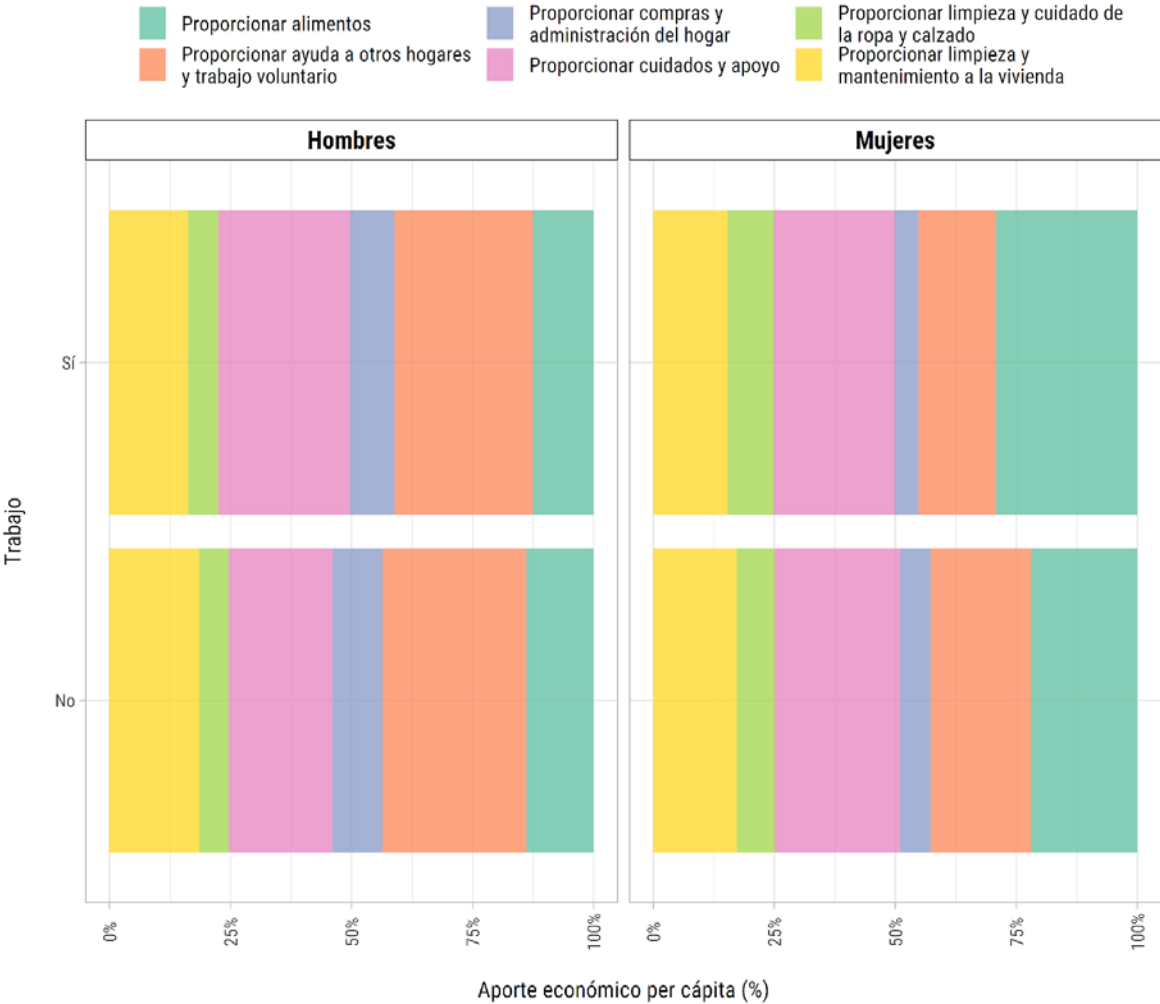 Proporcionar alimentos
Proporcionar ayuda a otros hogares
y trabajo voluntario
Proporcionar compras y
administración del hogar
Proporcionar cuidados y apoyo
Proporcionar limpieza y cuidado de
la ropa y calzado
Proporcionar limpieza y
mantenimiento a la vivienda
Hombres
Mujeres
Trabajo
Sí
No
0%
25%
50%
75%
100%
0%
25%
50%
75%
100%
Aporte económico per cápita (%)